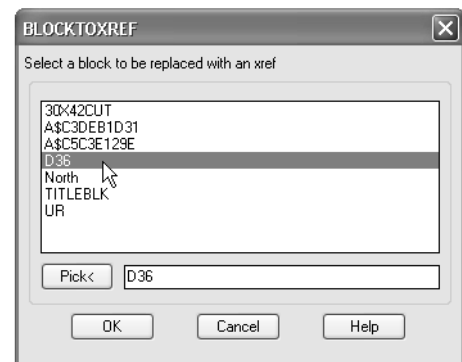 BLOCKTOXREF
Select a block to be replaced with an xref
30X42CUT
A$C3DEB1D31
A$C5C3E129E
D36
North
TITLEBLK
UR
Pick< D36
OK Cancel Help